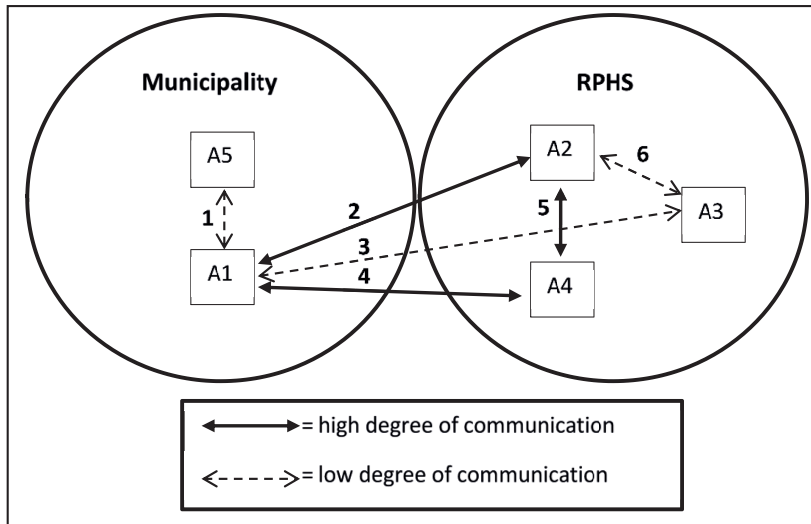 Municipality
RPHS
A5
A2
6
1
2
5
A3
3
A1
4
A4
= high degree of communication
= low degree of communication